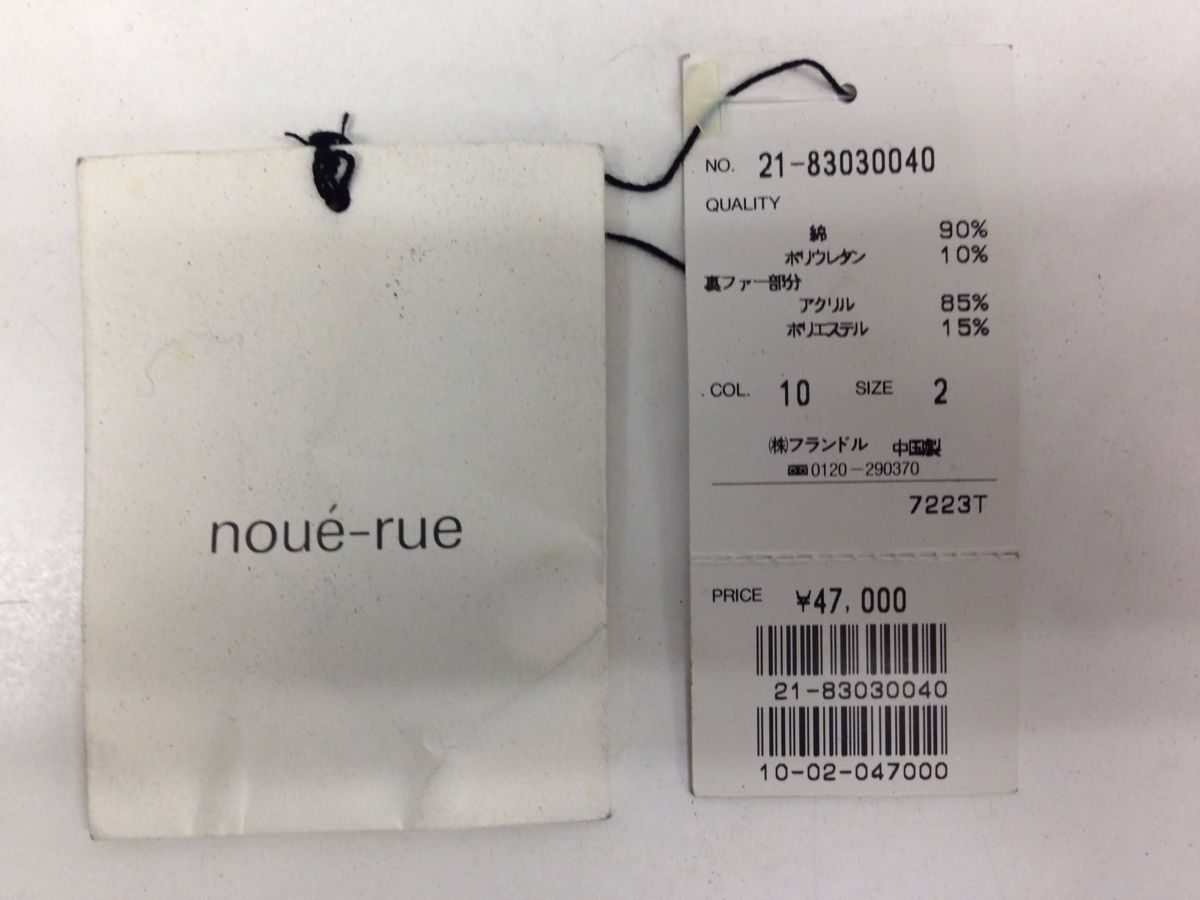 noué-rue
NO. 21-83030040
QUALITY
綿 90%
ポリウレタン 10%
裏ファー部分
アクリル 85%
ポリエステル 15%
COL. 10 SIZE 2
㈱フランドル 中国製
0120-290370
7223T
PRICE ¥47,000
21-83030040
10-02-047000